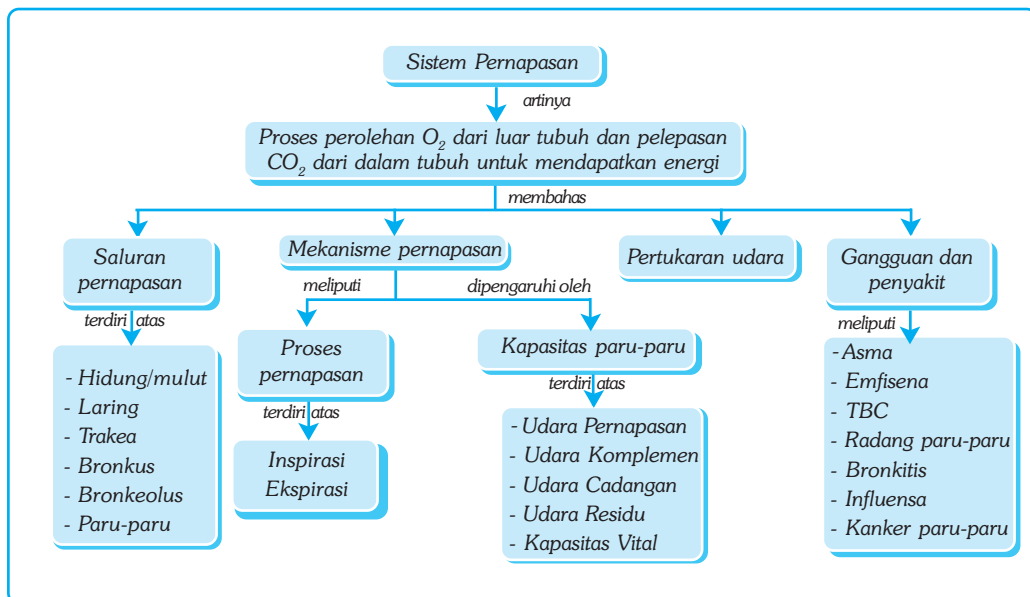 Sistem Pernapasan
artinya
Proses perolehan O₂ dari luar tubuh dan pelepasan
CO₂ dari dalam tubuh untuk mendapatkan energi
membahas
Saluran
pernapasan
terdiri atas
- Hidung/mulut
- Laring
- Trakea
- Bronkus
- Bronkeolus
- Paru-paru
Mekanisme pernapasan
meliputi
dipengaruhi oleh
Proses
pernapasan
terdiri atas
Inspirasi
Ekspirasi
Kapasitas paru-paru
terdiri atas
- Udara Pernapasan
- Udara Komplemen
- Udara Cadangan
- Udara Residu
- Kapasitas Vital
Pertukaran udara
Gangguan dan
penyakit
meliputi
- Asma
- Emfisena
- TBC
- Radang paru-paru
- Bronkitis
- Influensa
- Kanker paru-paru